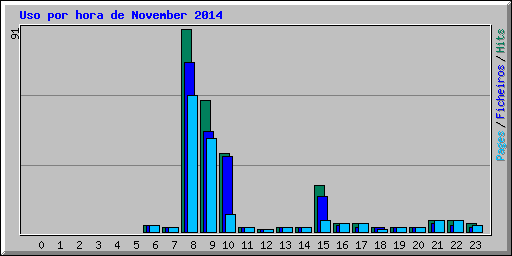 Uso por hora de November 2014
91
Pages / Ficheiros / Hits
0 1 2 3 4 5 6 7 8 9 10 11 12 13 14 15 16 17 18 19 20 21 22 23